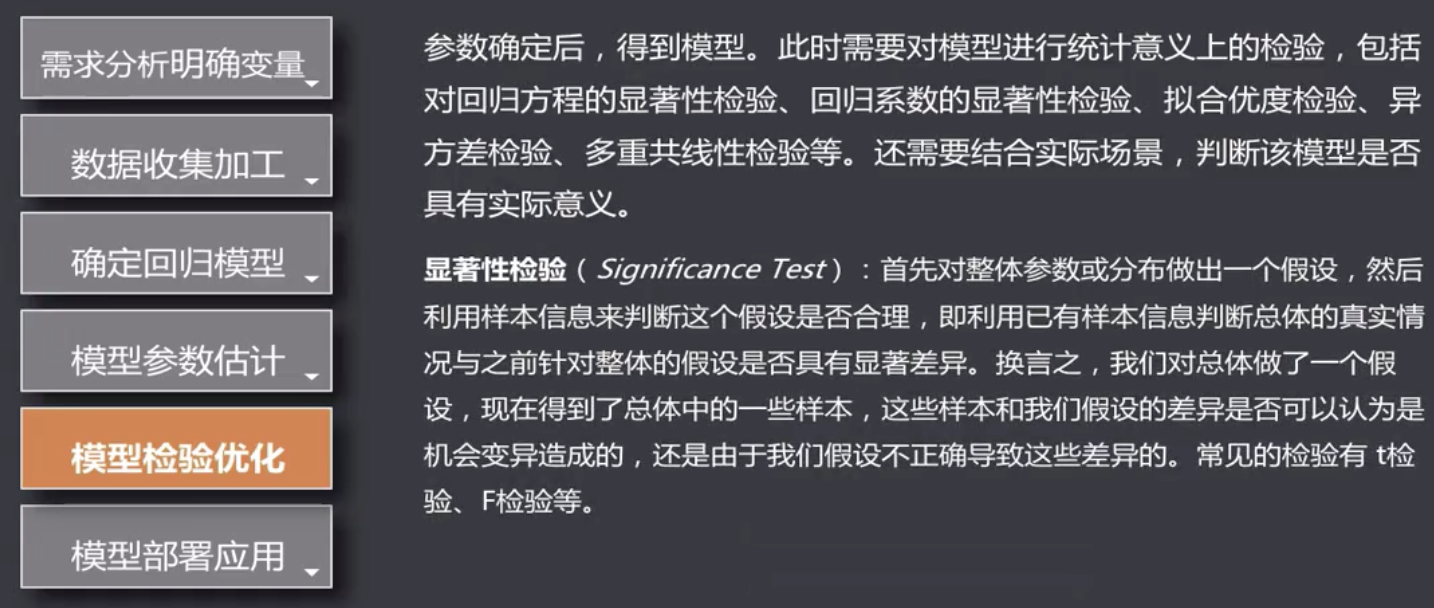 需求分析明确变量
数据收集加工
确定回归模型
模型参数估计
模型检验优化
模型部署应用
参数确定后，得到模型。此时需要对模型进行统计意义上的检验，包括
对回归方程的显著性检验、回归系数的显著性检验、拟合优度检验、异
方差检验、多重共线性检验等。还需要结合实际场景，判断该模型是否
具有实际意义。
显著性检验（Significance Test）：首先对整体参数或分布做出一个假设，然后
利用样本信息来判断这个假设是否合理，即利用已有样本信息判断总体的真实情
况与之前针对整体的假设是否具有显著差异。换言之，我们对总体做了一个假
设，现在得到了总体中的一些样本，这些样本和我们假设的差异是否可以认为是
机会变异造成的，还是由于我们假设不正确导致这些差异的。常见的检验有 t检
验、F检验等。